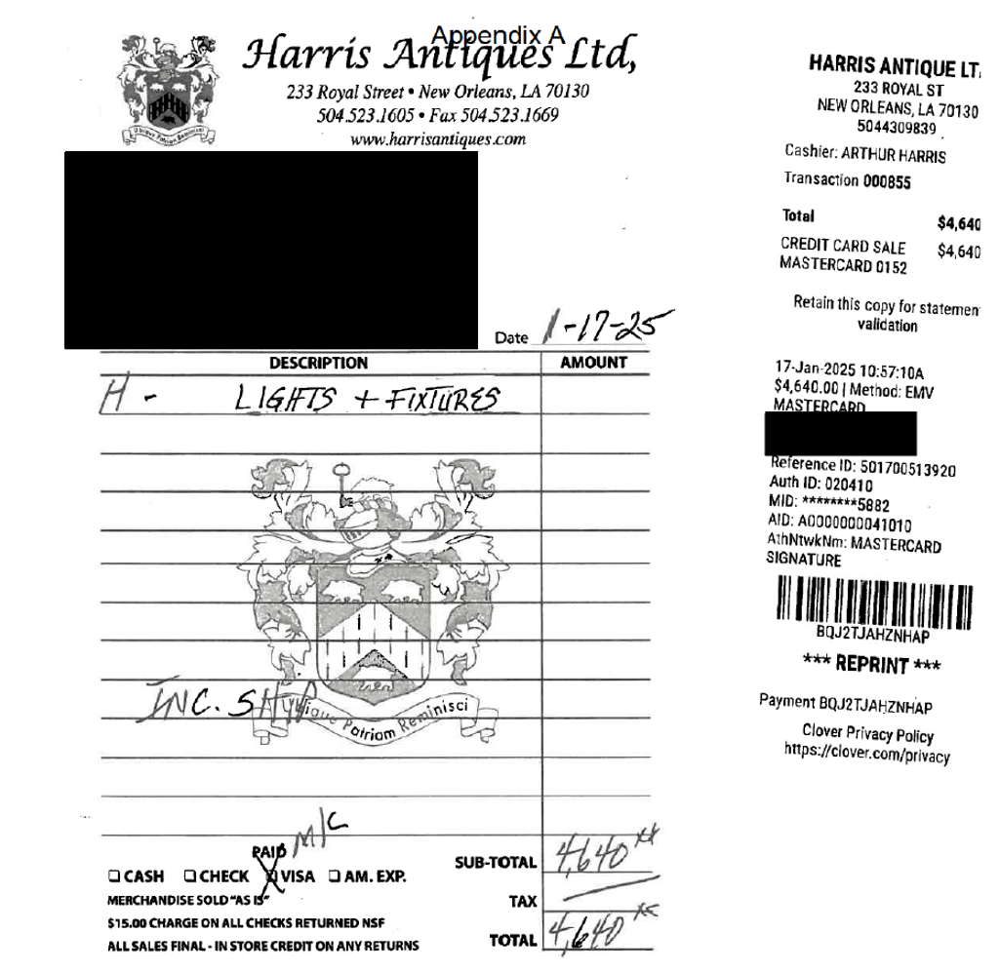 Appendix A
Harris Antiques Ltd,
233 Royal Street • New Orleans, LA 70130
504.523.1605 • Fax 504.523.1669
www.harrisantiques.com
Ubique Patriam Reminisci
Date 1-17-25
DESCRIPTION AMOUNT
H - LIGHTS + FIXTURES
INC. SHIP
Ubique Patriam Reminisci
M/C
PAID
☐ CASH ☐ CHECK ☒ VISA ☐ AM. EXP.
MERCHANDISE SOLD "AS IS"
$15.00 CHARGE ON ALL CHECKS RETURNED NSF
ALL SALES FINAL - IN STORE CREDIT ON ANY RETURNS
SUB-TOTAL 4,640 xx
TAX —
TOTAL 4,640 xx
HARRIS ANTIQUE LT
233 ROYAL ST
NEW ORLEANS, LA 70130
5044309839
Cashier: ARTHUR HARRIS
Transaction 000855
Total $4,640
CREDIT CARD SALE $4,640
MASTERCARD 0152
Retain this copy for statemen
validation
17-Jan-2025 10:57:10A
$4,640.00 | Method: EMV
MASTERCARD
Reference ID: 501700513920
Auth ID: 020410
MID: ********5882
AID: A0000000041010
AthNtwkNm: MASTERCARD
SIGNATURE
BQJ2TJAHZNHAP
*** REPRINT ***
Payment BQJ2TJAHZNHAP
Clover Privacy Policy
https://clover.com/privacy